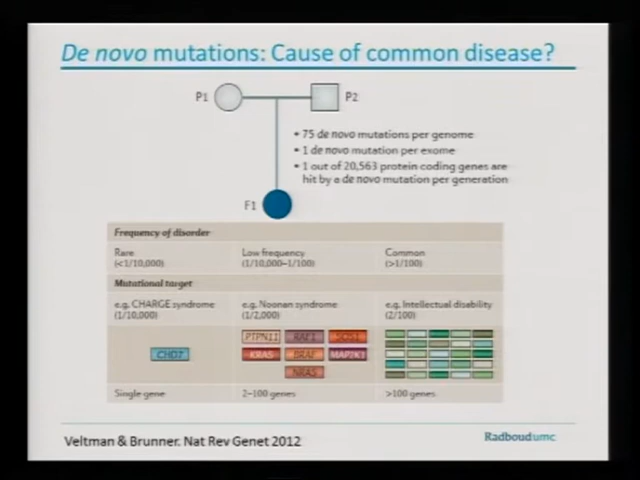 De novo mutations: Cause of common disease?
P1
P2
• 75 de novo mutations per genome
• 1 de novo mutation per exome
• 1 out of 20,563 protein coding genes are
hit by a de novo mutation per generation
F1
Frequency of disorder
Rare Low frequency Common
(<1/10,000) (1/10,000–1/100) (>1/100)
Mutational target
e.g. CHARGE syndrome e.g. Noonan syndrome e.g. Intellectual disability
(1/10,000) (1/2,000) (2/100)
PTPN11 RAF1 SOS1
CHD7 KRAS BRAF MAP2K1
NRAS
Single gene 2–100 genes >100 genes
Veltman & Brunner. Nat Rev Genet 2012
Radboudumc